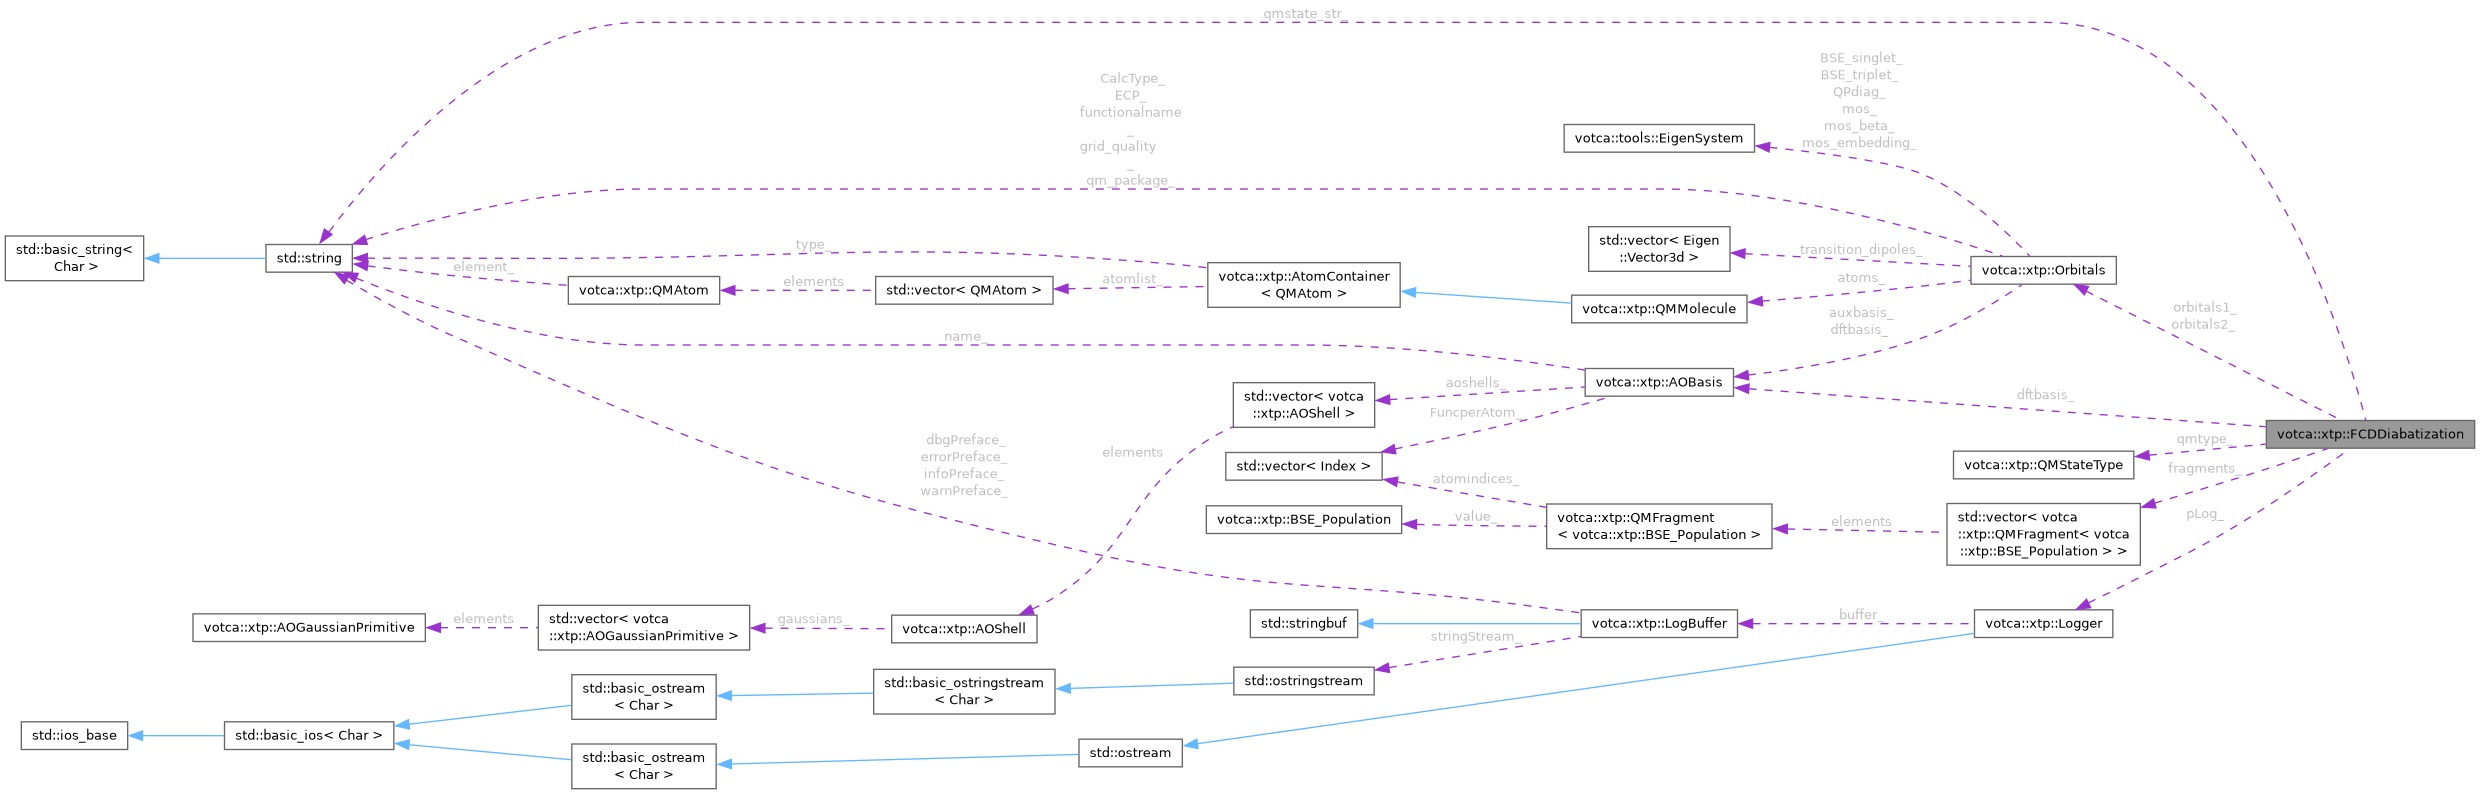 qmstate_str_
BSE_singlet_
BSE_triplet_
QPdiag_
mos_
mos_beta_
mos_embedding_
CalcType_
ECP_
functionalname
_
grid_quality
_
qm_package_
votca::tools::EigenSystem
std::basic_string<
Char >
std::string
type_
element_
votca::xtp::QMAtom
elements
std::vector< QMAtom >
atomlist_
votca::xtp::AtomContainer
< QMAtom >
std::vector< Eigen
::Vector3d >
transition_dipoles_
atoms_
votca::xtp::QMMolecule
votca::xtp::Orbitals
orbitals1_
orbitals2_
auxbasis_
dftbasis_
name_
votca::xtp::AOBasis
dftbasis_
aoshells_
FuncperAtom_
std::vector< votca
::xtp::AOShell >
elements
std::vector< Index >
votca::xtp::FCDDiabatization
qmtype_
votca::xtp::QMStateType
fragments_
pLog_
dbgPreface_
errorPreface_
infoPreface_
warnPreface_
atomindices_
value_
votca::xtp::BSE_Population
votca::xtp::QMFragment
< votca::xtp::BSE_Population >
elements
std::vector< votca
::xtp::QMFragment< votca
::xtp::BSE_Population > >
votca::xtp::AOGaussianPrimitive
elements
std::vector< votca
::xtp::AOGaussianPrimitive >
gaussians_
votca::xtp::AOShell
std::stringbuf
votca::xtp::LogBuffer
buffer_
votca::xtp::Logger
stringStream_
std::ostringstream
std::basic_ostringstream
< Char >
std::basic_ostream
< Char >
std::ios_base
std::basic_ios< Char >
std::basic_ostream
< Char >
std::ostream